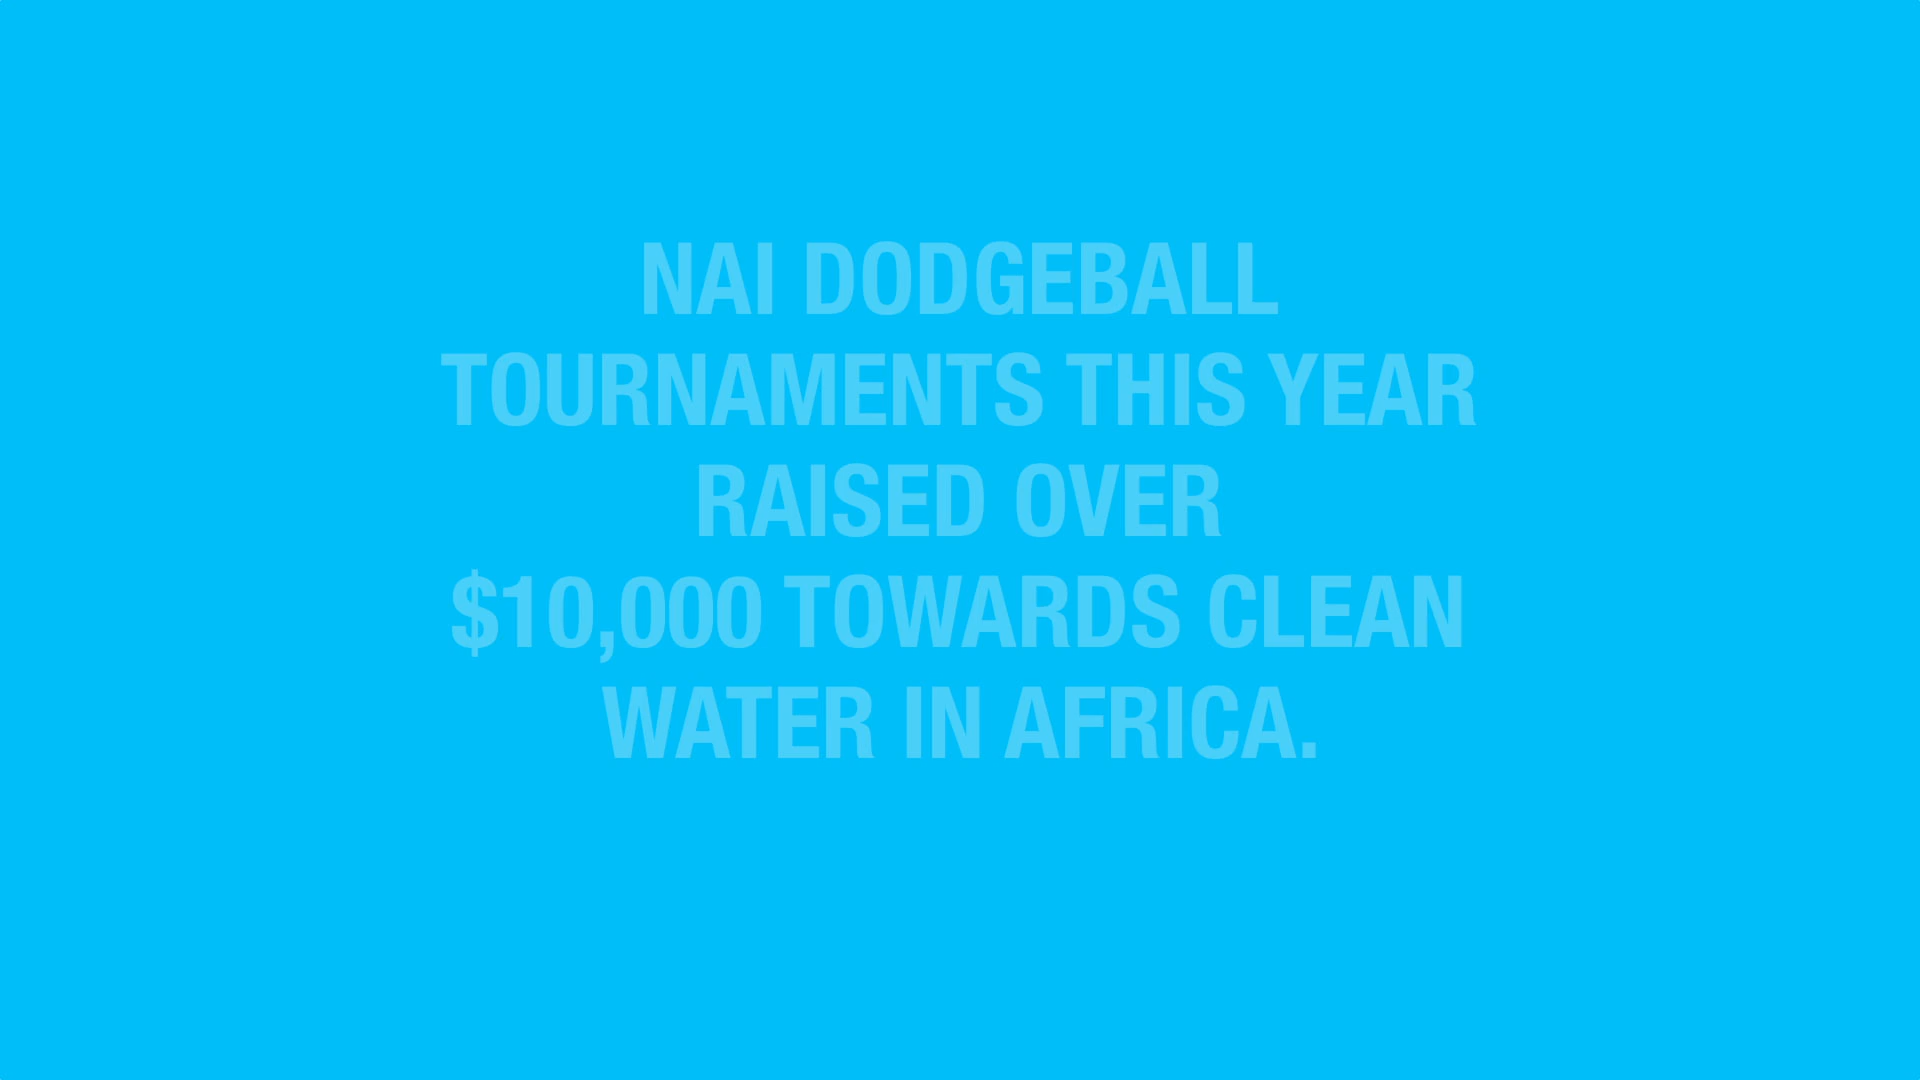 NAI DODGEBALL
TOURNAMENTS THIS YEAR
RAISED OVER
$10,000 TOWARDS CLEAN
WATER IN AFRICA.